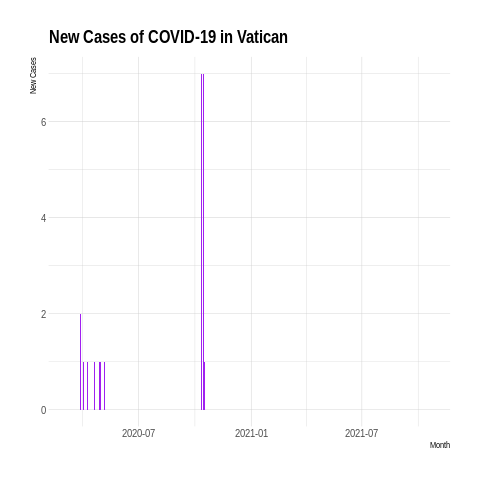 New Cases of COVID-19 in Vatican
New Cases
6
4
2
0
2020-07
2021-01
2021-07
Month